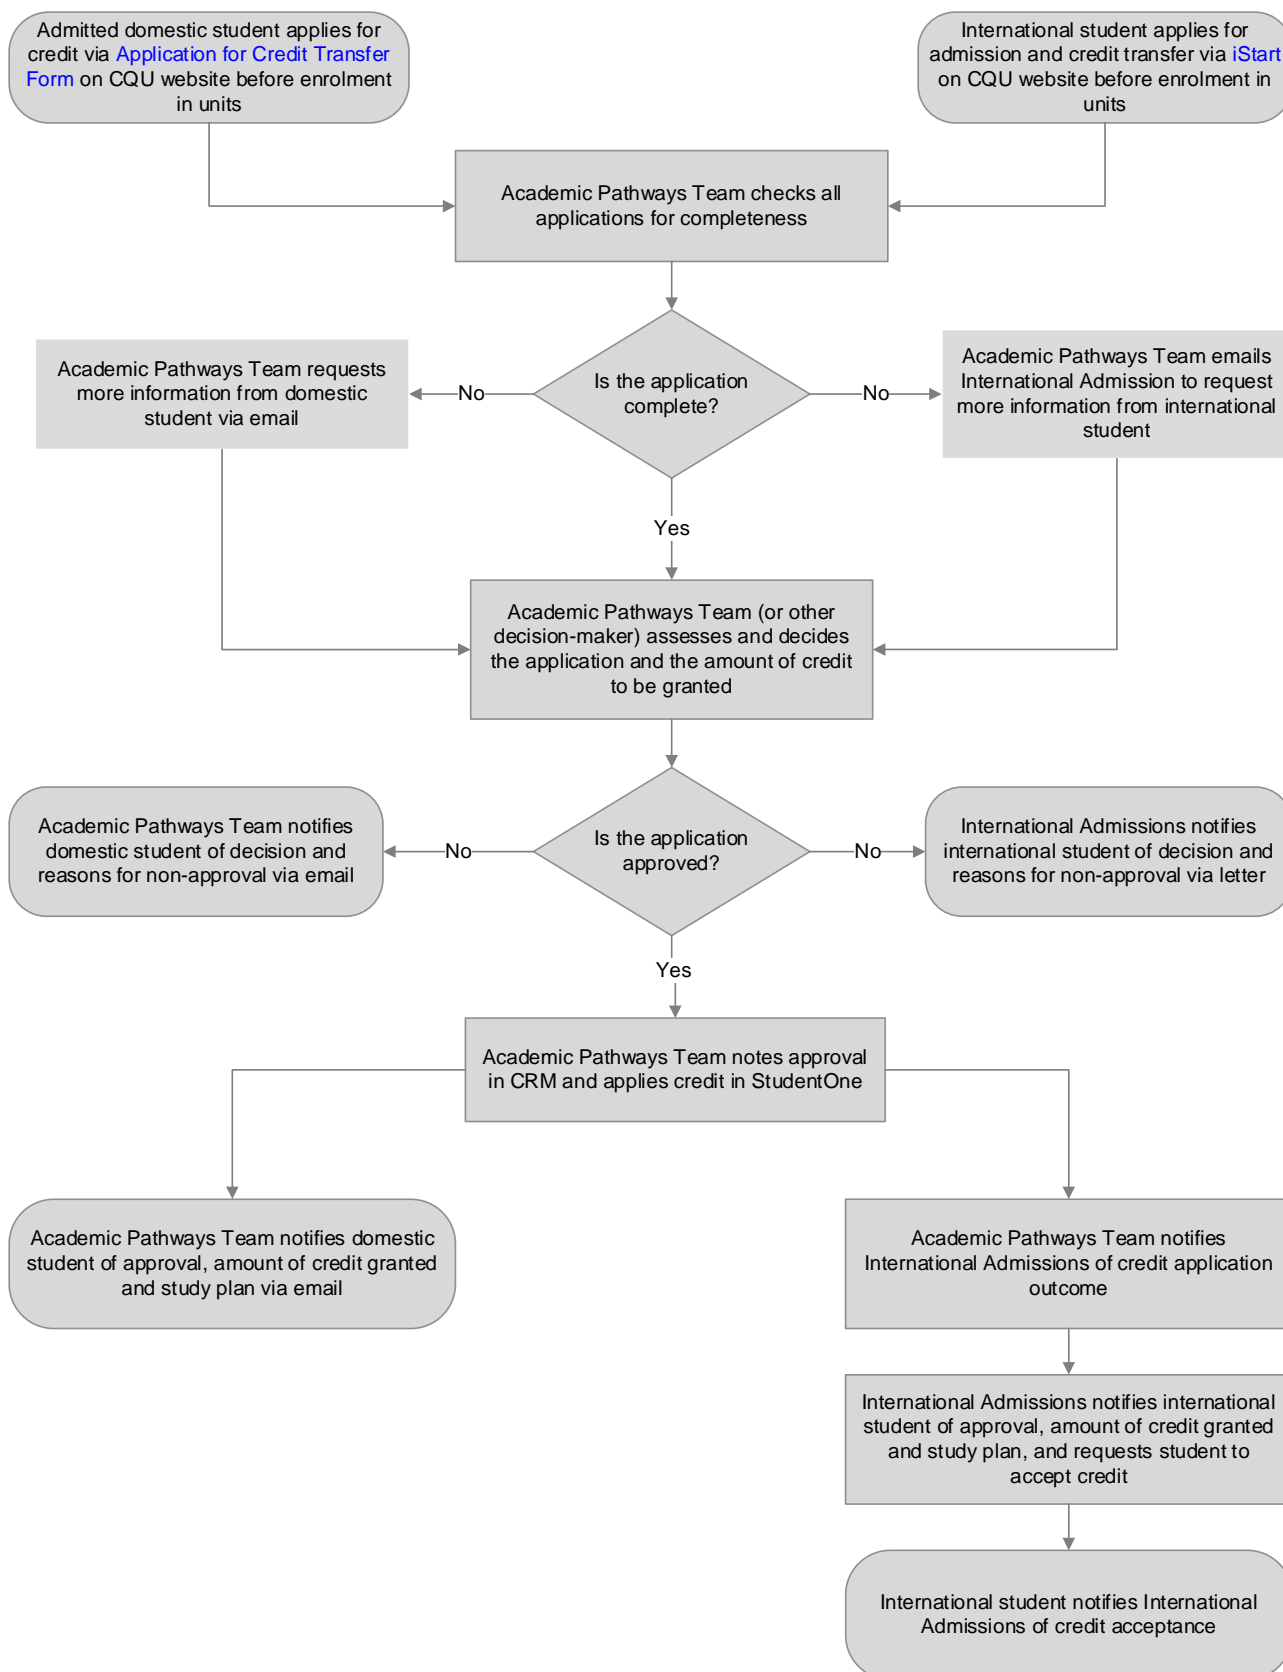 Admitted domestic student applies for
credit via Application for Credit Transfer
Form on CQU website before enrolment
in units
International student applies for
admission and credit transfer via iStart
on CQU website before enrolment in
units
Academic Pathways Team checks all
applications for completeness
Academic Pathways Team requests
more information from domestic
student via email
No
Is the application
complete?
No
Academic Pathways Team emails
International Admission to request
more information from international
student
Yes
Academic Pathways Team (or other
decision-maker) assesses and decides
the application and the amount of credit
to be granted
Academic Pathways Team notifies
domestic student of decision and
reasons for non-approval via email
No
Is the application
approved?
No
International Admissions notifies
international student of decision and
reasons for non-approval via letter
Yes
Academic Pathways Team notes approval
in CRM and applies credit in StudentOne
Academic Pathways Team notifies domestic
student of approval, amount of credit granted
and study plan via email
Academic Pathways Team notifies
International Admissions of credit application
outcome
International Admissions notifies international
student of approval, amount of credit granted
and study plan, and requests student to
accept credit
International student notifies International
Admissions of credit acceptance